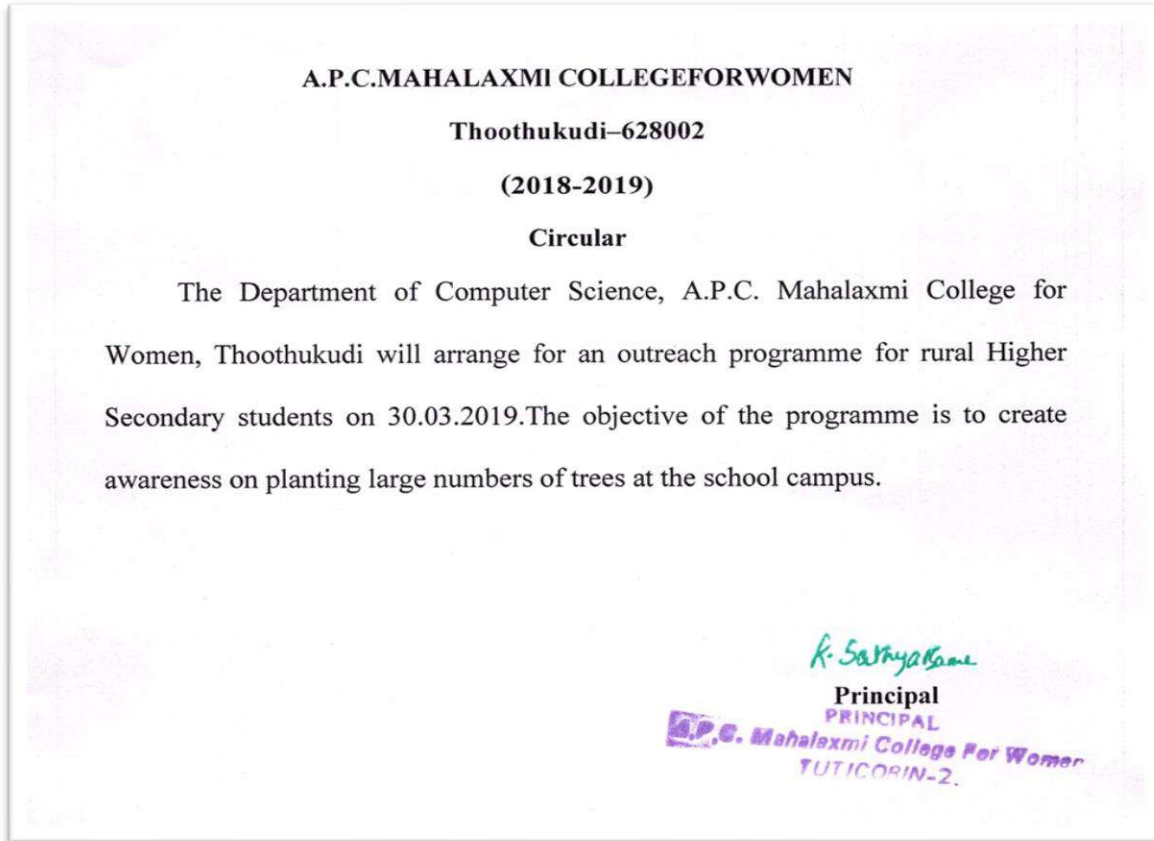 A.P.C.MAHALAXMI COLLEGEFORWOMEN
Thoothukudi–628002
(2018-2019)
Circular
The Department of Computer Science, A.P.C. Mahalaxmi College for
Women, Thoothukudi will arrange for an outreach programme for rural Higher
Secondary students on 30.03.2019.The objective of the programme is to create
awareness on planting large numbers of trees at the school campus.
Principal
PRINCIPAL
A.P.C. Mahalaxmi College For Women
TUTICORIN-2.